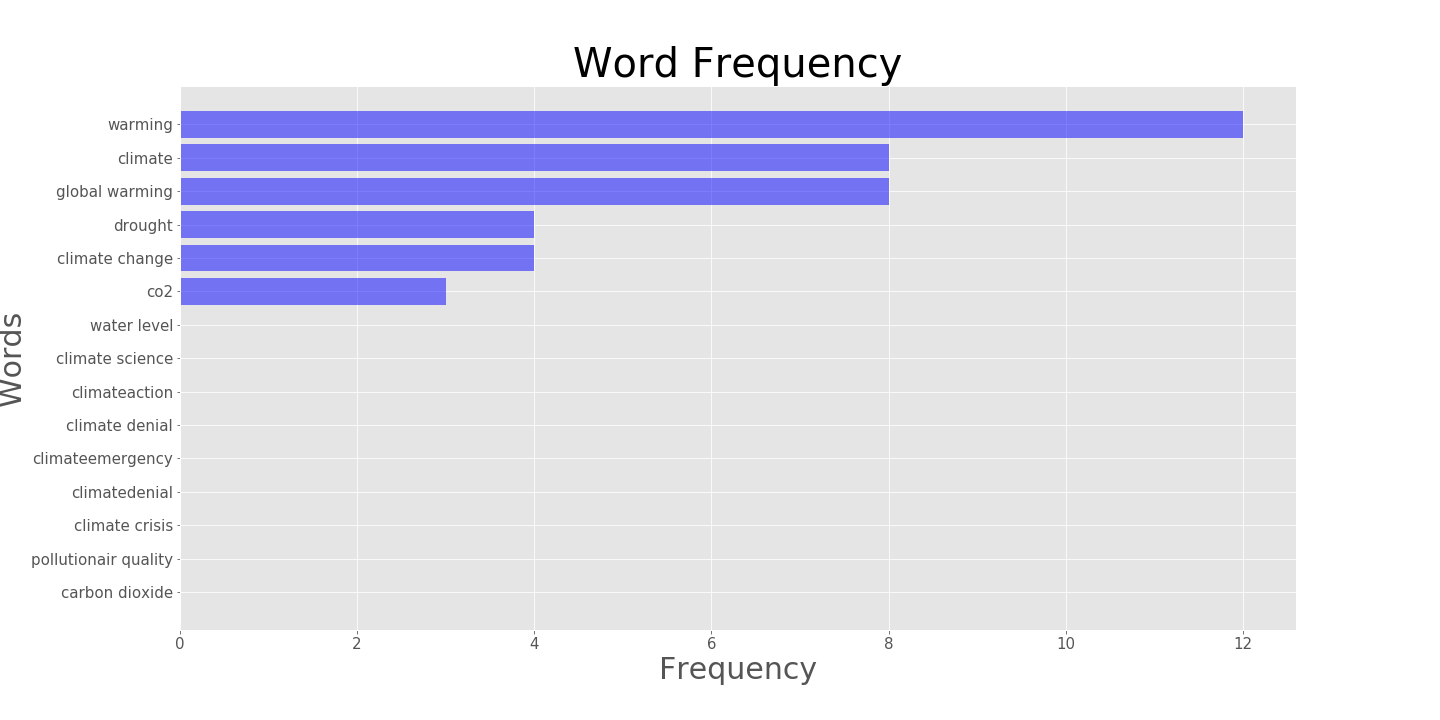 Word Frequency
warming
climate
global warming
drought
climate change
co2
water level
climate science
climateaction
climate denial
climateemergency
climatedenial
climate crisis
pollutionair quality
carbon dioxide
Words
0 2 4 6 8 10 12
Frequency